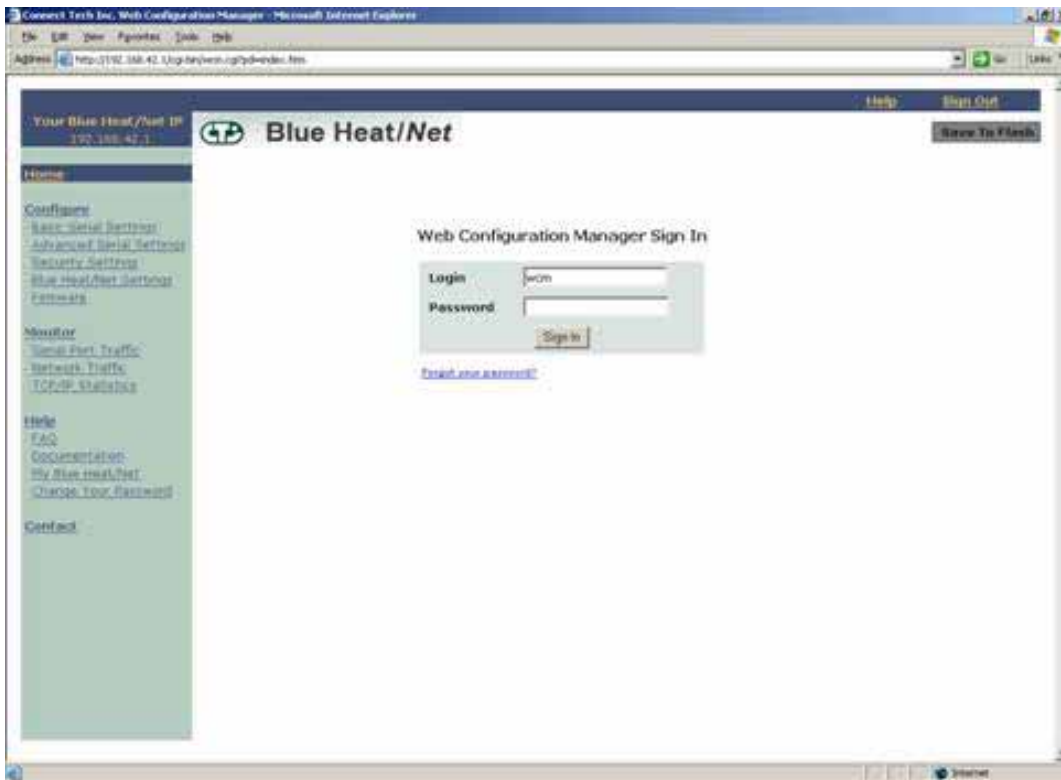 Connect Tech Inc. Web Configuration Manager - Microsoft Internet Explorer
File Edit View Favorites Tools Help
Address
Go Links
Help Sign Out
Your Blue Heat/Net IP
192.168.42.1
Blue Heat/Net
Save To Flash
Home
Configure
Basic Serial Settings
Advanced Serial Settings
Security Settings
Blue Heat/Net Settings
Firmware
Monitor
Serial Port Traffic
Network Traffic
TCP/IP Statistics
Help
FAQ
Documentation
My Blue Heat/Net
Change Your Password
Contact
Web Configuration Manager Sign In
Login wcm
Password
Sign In
Forgot your password?
Internet